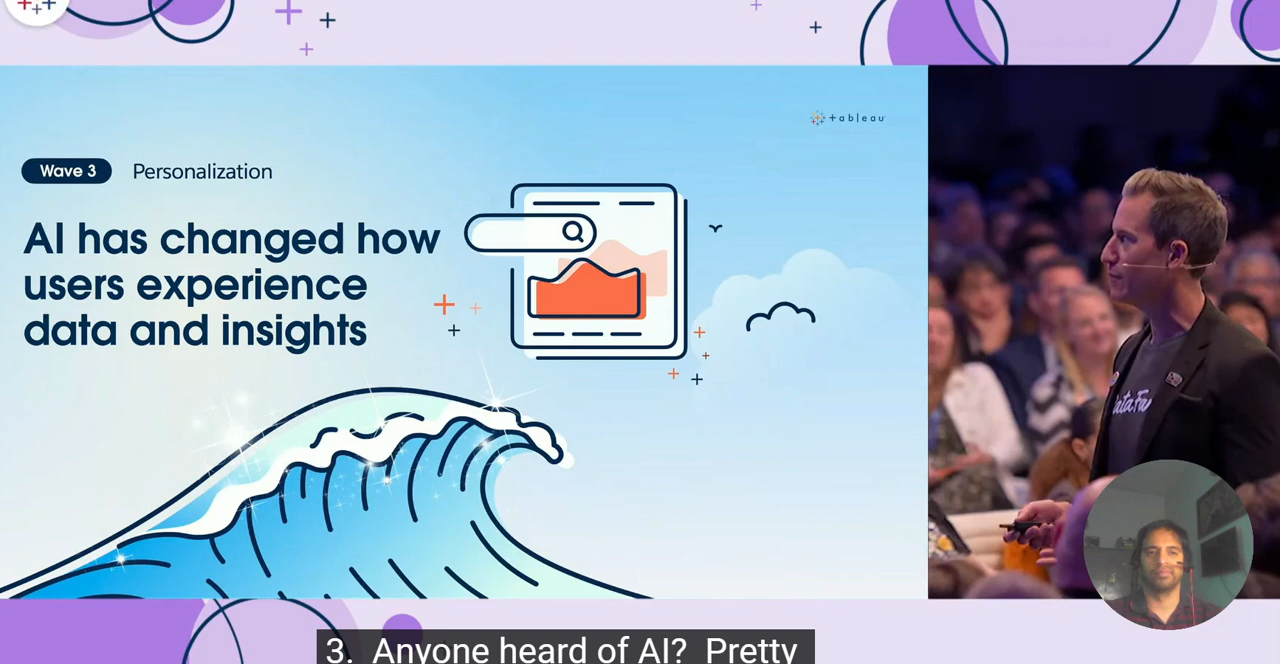 +ableau
Wave 3
Personalization
AI has changed how
users experience
data and insights
3. Anyone heard of AI? Pretty